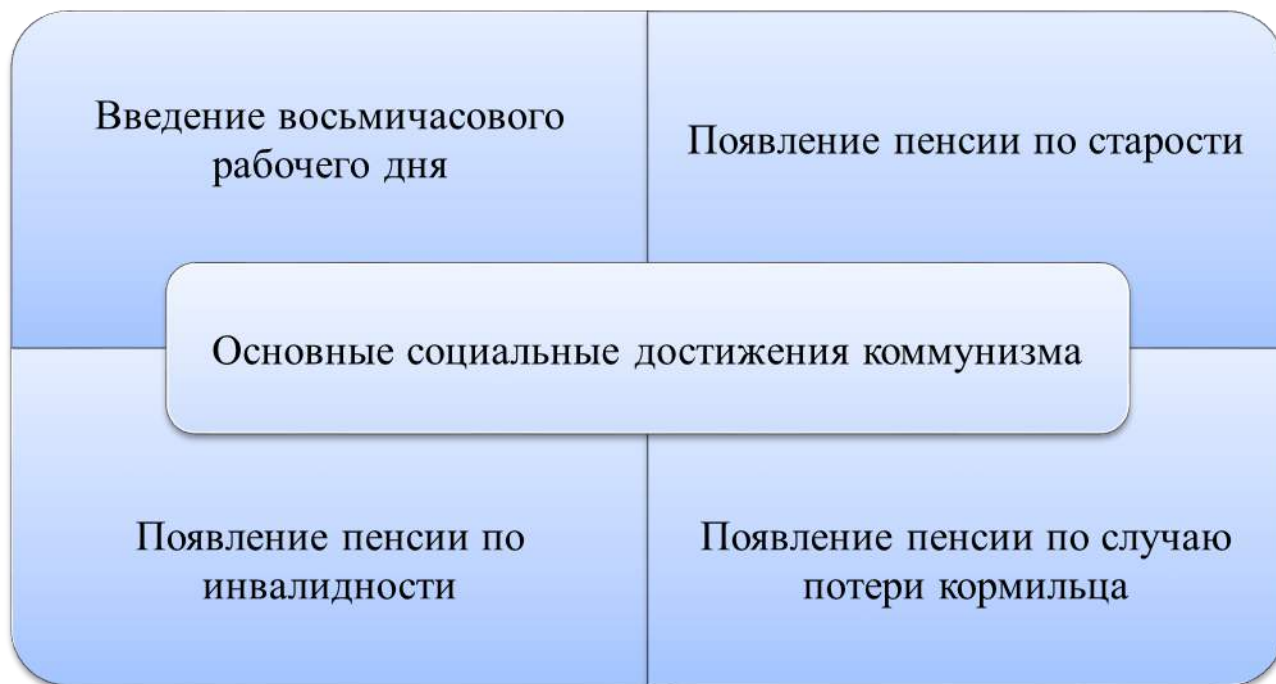 Введение восьмичасового
рабочего дня
Появление пенсии по старости
Основные социальные достижения коммунизма
Появление пенсии по
инвалидности
Появление пенсии по случаю
потери кормильца